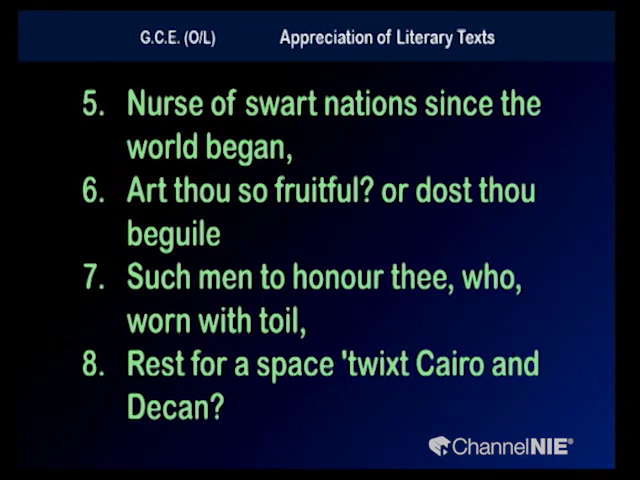 G.C.E. (O/L) Appreciation of Literary Texts
5. Nurse of swart nations since the
world began,
6. Art thou so fruitful? or dost thou
beguile
7. Such men to honour thee, who,
worn with toil,
8. Rest for a space 'twixt Cairo and
Decan?
ChannelNIE®